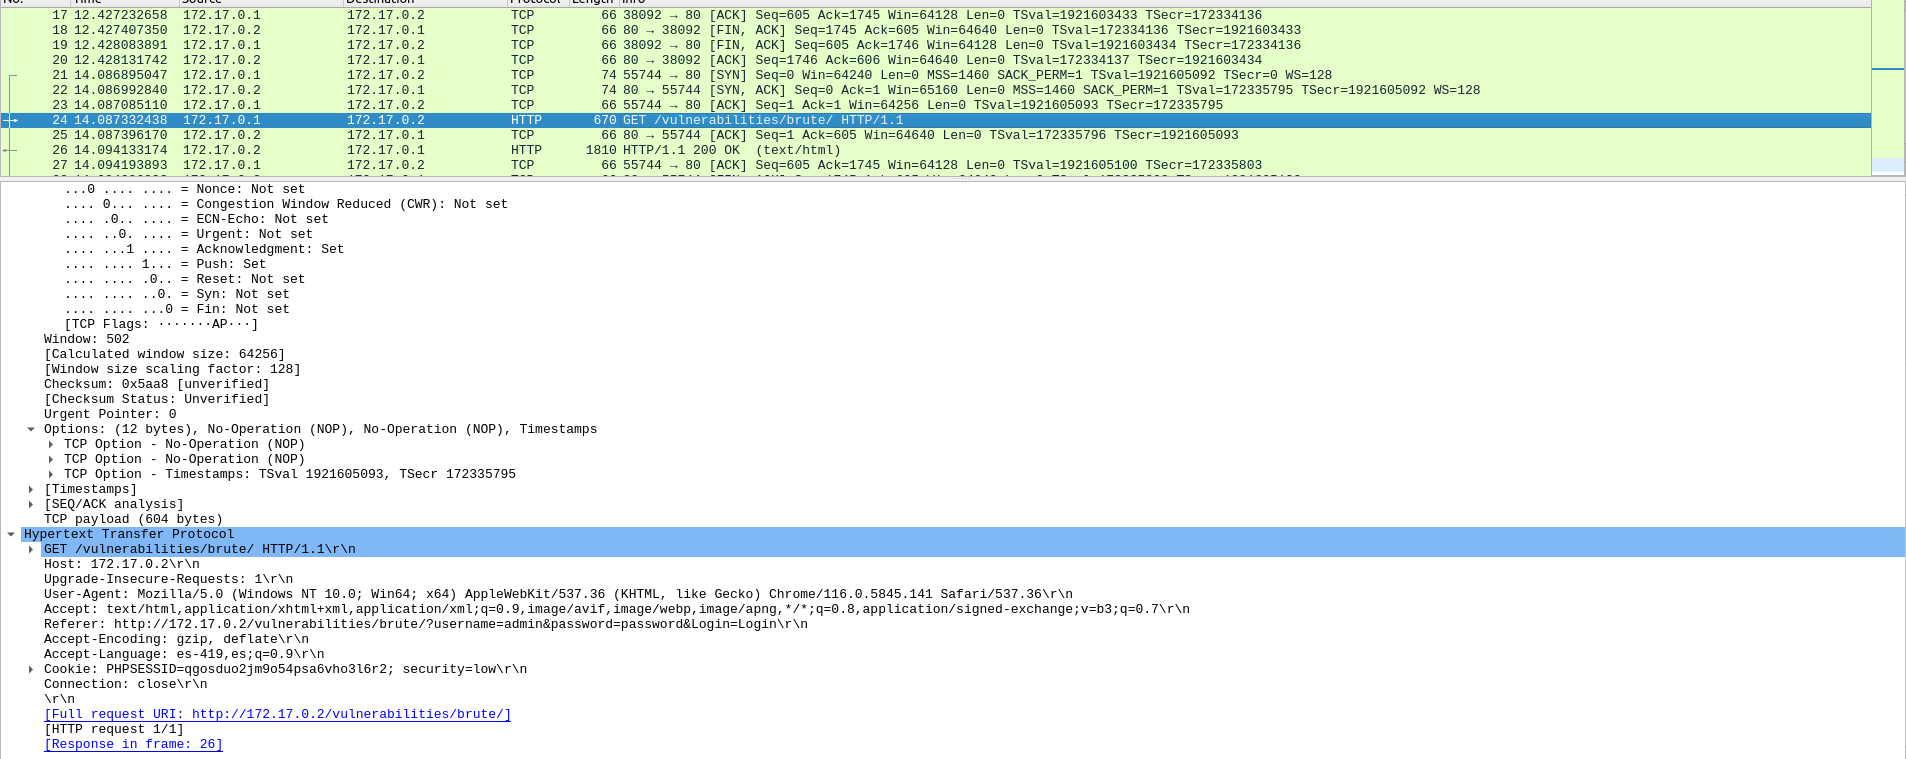 No. Time Source Destination Protocol Length Info
17 12.427232658 172.17.0.1 172.17.0.2 TCP 66 38092 → 80 [ACK] Seq=605 Ack=1745 Win=64128 Len=0 TSval=1921603433 TSecr=172334136
18 12.427407350 172.17.0.2 172.17.0.1 TCP 66 80 → 38092 [FIN, ACK] Seq=1745 Ack=605 Win=64640 Len=0 TSval=172334136 TSecr=1921603433
19 12.428083891 172.17.0.1 172.17.0.2 TCP 66 38092 → 80 [FIN, ACK] Seq=605 Ack=1746 Win=64128 Len=0 TSval=1921603434 TSecr=172334136
20 12.428131742 172.17.0.2 172.17.0.1 TCP 66 80 → 38092 [ACK] Seq=1746 Ack=606 Win=64640 Len=0 TSval=172334137 TSecr=1921603434
21 14.086895047 172.17.0.1 172.17.0.2 TCP 74 55744 → 80 [SYN] Seq=0 Win=64240 Len=0 MSS=1460 SACK_PERM=1 TSval=1921605092 TSecr=0 WS=128
22 14.086992840 172.17.0.2 172.17.0.1 TCP 74 80 → 55744 [SYN, ACK] Seq=0 Ack=1 Win=65160 Len=0 MSS=1460 SACK_PERM=1 TSval=172335795 TSecr=1921605092 WS=128
23 14.087085110 172.17.0.1 172.17.0.2 TCP 66 55744 → 80 [ACK] Seq=1 Ack=1 Win=64256 Len=0 TSval=1921605093 TSecr=172335795
24 14.087332438 172.17.0.1 172.17.0.2 HTTP 670 GET /vulnerabilities/brute/ HTTP/1.1
25 14.087396170 172.17.0.2 172.17.0.1 TCP 66 80 → 55744 [ACK] Seq=1 Ack=605 Win=64640 Len=0 TSval=172335796 TSecr=1921605093
26 14.094133174 172.17.0.2 172.17.0.1 HTTP 1810 HTTP/1.1 200 OK  (text/html)
27 14.094193893 172.17.0.1 172.17.0.2 TCP 66 55744 → 80 [ACK] Seq=605 Ack=1745 Win=64128 Len=0 TSval=1921605100 TSecr=172335803
...0 .... .... = Nonce: Not set
.... 0... .... = Congestion Window Reduced (CWR): Not set
.... .0.. .... = ECN-Echo: Not set
.... ..0. .... = Urgent: Not set
.... ...1 .... = Acknowledgment: Set
.... .... 1... = Push: Set
.... .... .0.. = Reset: Not set
.... .... ..0. = Syn: Not set
.... .... ...0 = Fin: Not set
[TCP Flags: ·······AP···]
Window: 502
[Calculated window size: 64256]
[Window size scaling factor: 128]
Checksum: 0x5aa8 [unverified]
[Checksum Status: Unverified]
Urgent Pointer: 0
Options: (12 bytes), No-Operation (NOP), No-Operation (NOP), Timestamps
TCP Option - No-Operation (NOP)
TCP Option - No-Operation (NOP)
TCP Option - Timestamps: TSval 1921605093, TSecr 172335795
[Timestamps]
[SEQ/ACK analysis]
TCP payload (604 bytes)
Hypertext Transfer Protocol
GET /vulnerabilities/brute/ HTTP/1.1\r\n
Host: 172.17.0.2\r\n
Upgrade-Insecure-Requests: 1\r\n
User-Agent: Mozilla/5.0 (Windows NT 10.0; Win64; x64) AppleWebKit/537.36 (KHTML, like Gecko) Chrome/116.0.5845.141 Safari/537.36\r\n
Accept: text/html,application/xhtml+xml,application/xml;q=0.9,image/avif,image/webp,image/apng,*/*;q=0.8,application/signed-exchange;v=b3;q=0.7\r\n
Referer: http://172.17.0.2/vulnerabilities/brute/?username=admin&password=password&Login=Login\r\n
Accept-Encoding: gzip, deflate\r\n
Accept-Language: es-419,es;q=0.9\r\n
Cookie: PHPSESSID=qgosduo2jm9o54psa6vho3l6r2; security=low\r\n
Connection: close\r\n
\r\n
[Full request URI: http://172.17.0.2/vulnerabilities/brute/]
[HTTP request 1/1]
[Response in frame: 26]